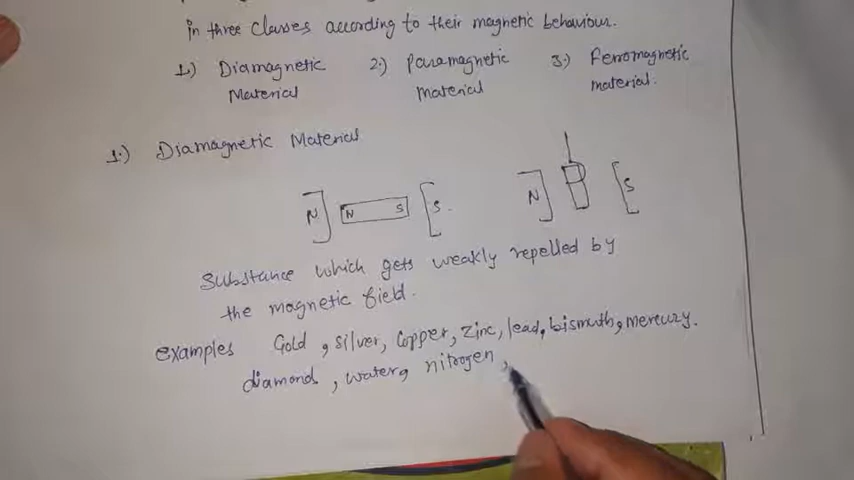 in three classes according to their magnetic behaviour.
1.) Diamagnetic 2.) Paramagnetic 3.) Ferromagnetic
Material material material.
1.) Diamagnetic Material
N N S S. N S
Substance which gets weakly repelled by
the magnetic field.
examples Gold, silver, Copper, Zinc, lead, bismuth, mercury.
diamond, water, nitrogen,